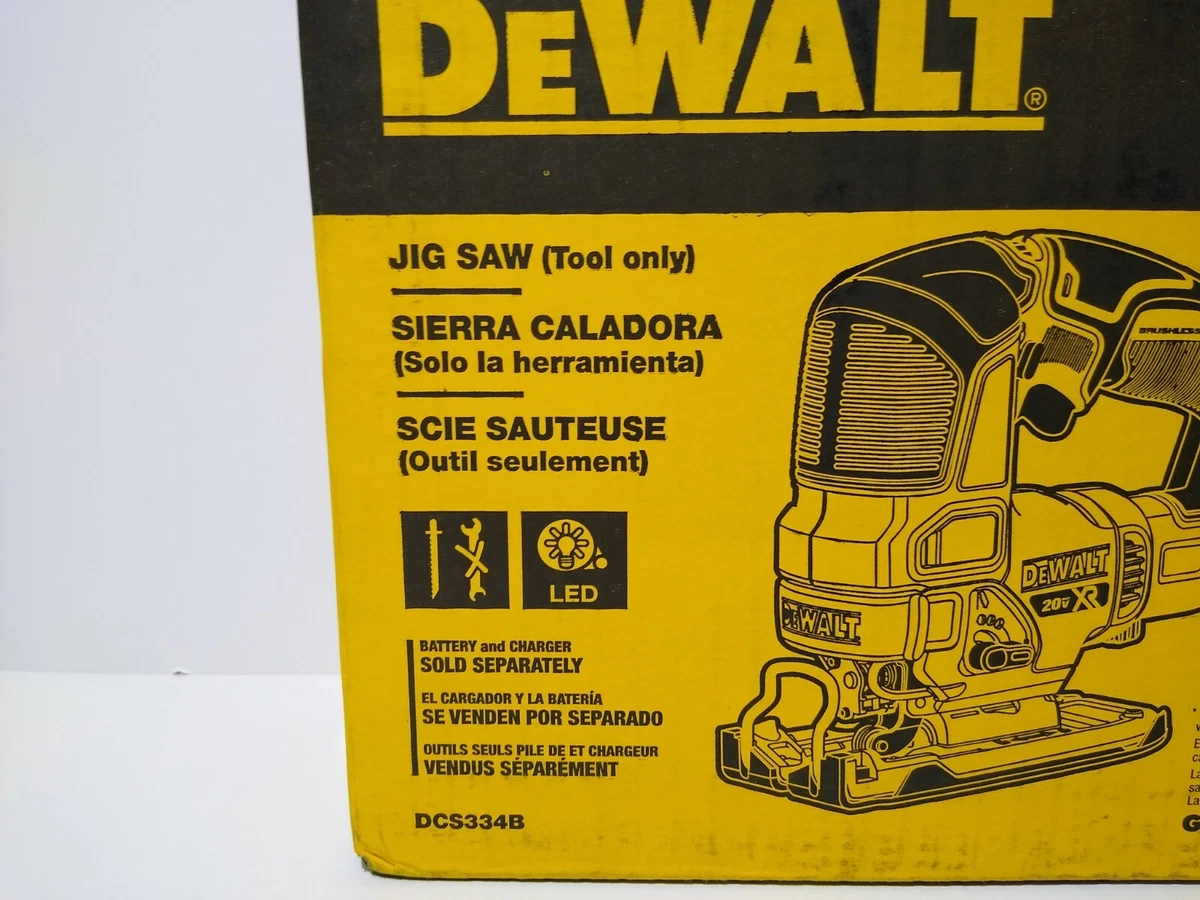 DEWALT®
JIG SAW (Tool only)
SIERRA CALADORA
(Solo la herramienta)
SCIE SAUTEUSE
(Outil seulement)
LED
BATTERY and CHARGER
SOLD SEPARATELY
EL CARGADOR Y LA BATERÍA
SE VENDEN POR SEPARADO
OUTILS SEULS PILE DE ET CHARGEUR
VENDUS SÉPARÉMENT
DCS334B
BRUSHLESS
DEWALT
20V XR
DEWALT
La
La
G